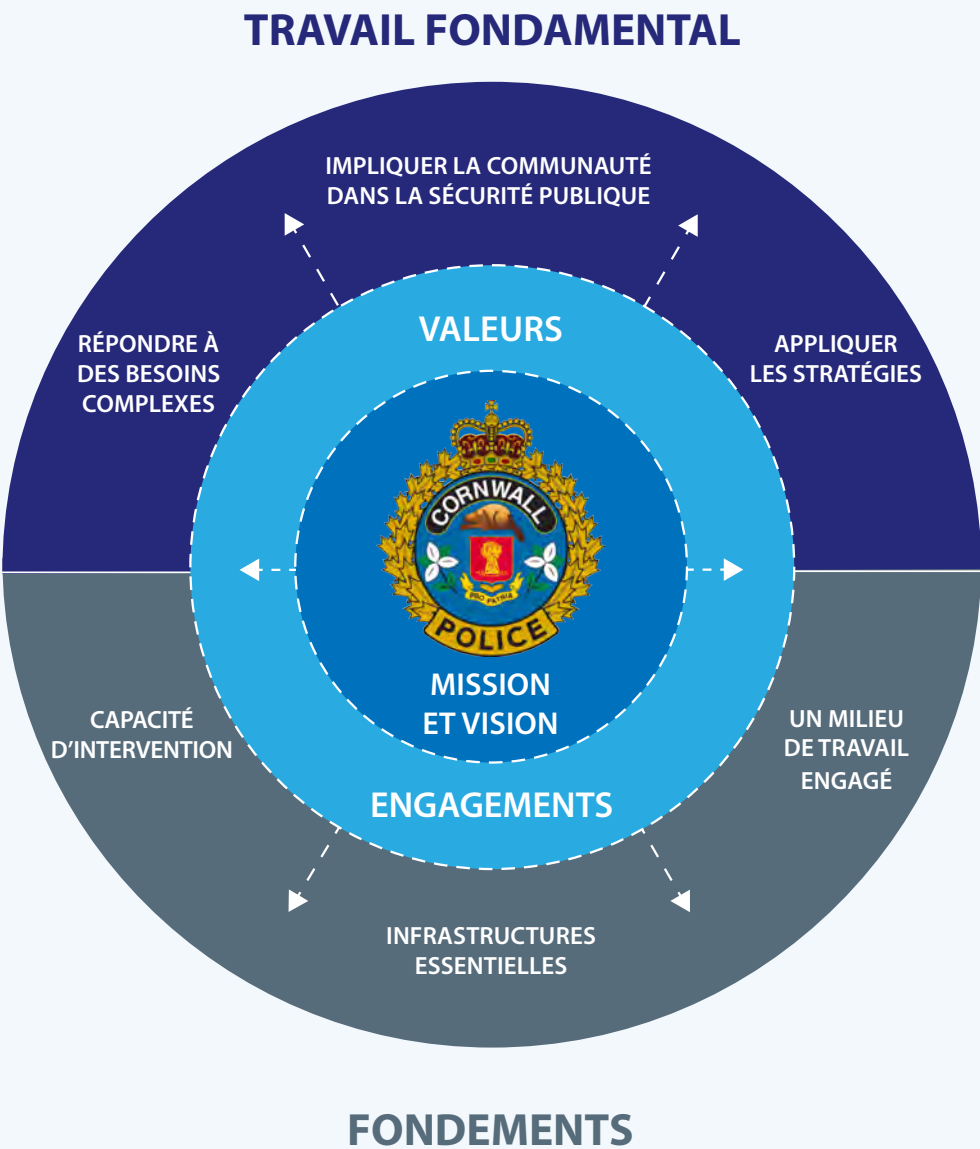 TRAVAIL FONDAMENTAL
IMPLIQUER LA COMMUNAUTÉ
DANS LA SÉCURITÉ PUBLIQUE
RÉPONDRE À
DES BESOINS
COMPLEXES
VALEURS
APPLIQUER
LES STRATÉGIES
CORNWALL
PRO PATRIA
POLICE
MISSION
ET VISION
CAPACITÉ
D’INTERVENTION
UN MILIEU
DE TRAVAIL
ENGAGÉ
ENGAGEMENTS
INFRASTRUCTURES
ESSENTIELLES
FONDEMENTS